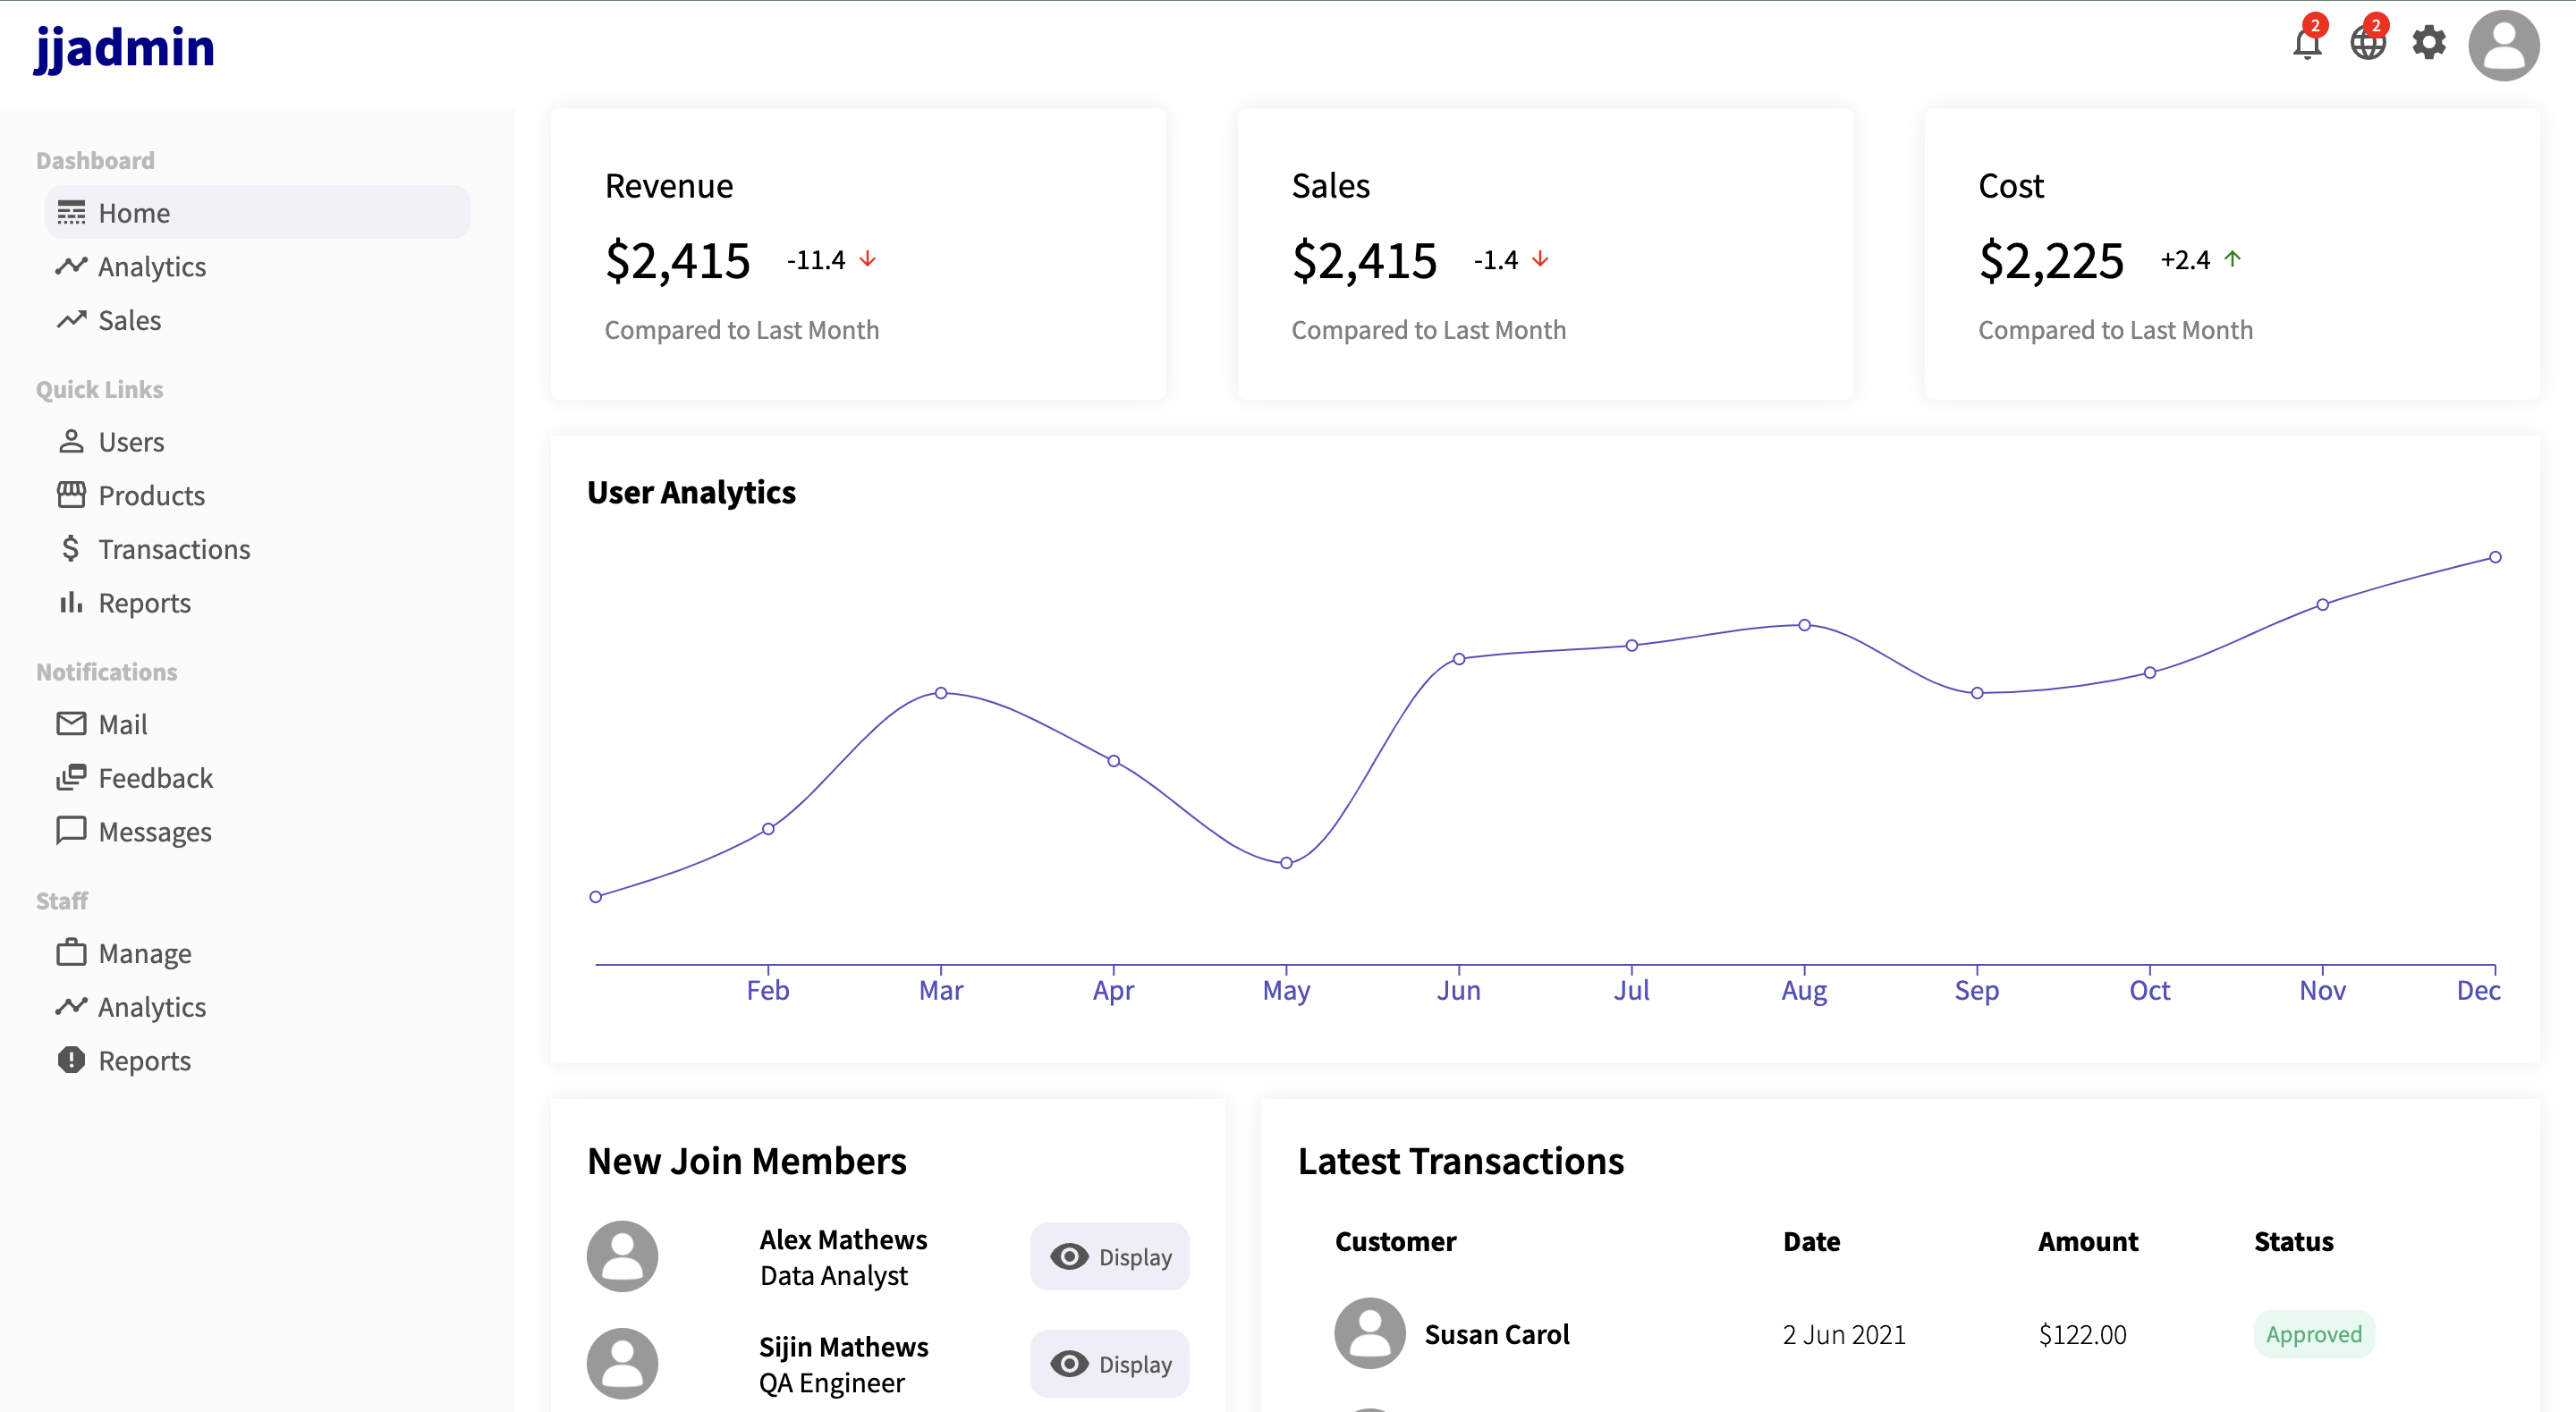 jjadmin
2
2
Dashboard
Home
Analytics
Sales
Quick Links
Users
Products
Transactions
Reports
Notifications
Mail
Feedback
Messages
Staff
Manage
Analytics
Reports
Revenue
$2,415 -11.4
Compared to Last Month
Sales
$2,415 -1.4
Compared to Last Month
Cost
$2,225 +2.4
Compared to Last Month
User Analytics
Feb Mar Apr May Jun Jul Aug Sep Oct Nov Dec
New Join Members
Alex Mathews
Data Analyst
Display
Sijin Mathews
QA Engineer
Display
Latest Transactions
Customer Date Amount Status
Susan Carol 2 Jun 2021 $122.00 Approved